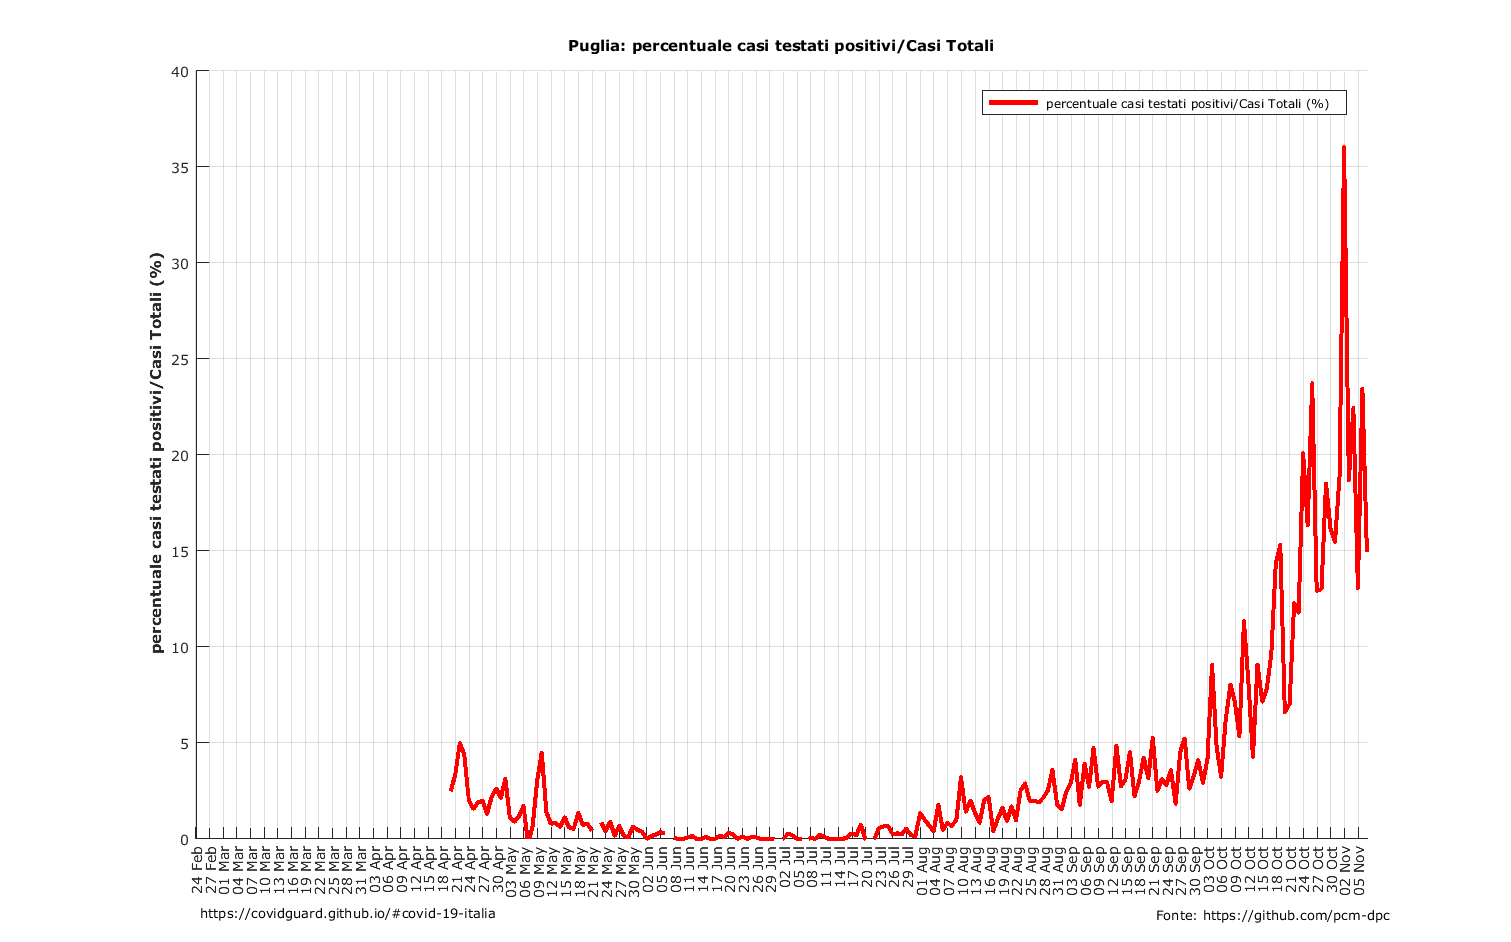 Puglia: percentuale casi testati positivi/Casi Totali
percentuale casi testati positivi/Casi Totali (%)
percentuale casi testati positivi/Casi Totali (%)
40
35
30
25
20
15
10
5
0
24 Feb
27 Feb
01 Mar
04 Mar
07 Mar
10 Mar
13 Mar
16 Mar
19 Mar
22 Mar
25 Mar
28 Mar
31 Mar
03 Apr
06 Apr
09 Apr
12 Apr
15 Apr
18 Apr
21 Apr
24 Apr
27 Apr
30 Apr
03 May
06 May
09 May
12 May
15 May
18 May
21 May
24 May
27 May
30 May
02 Jun
05 Jun
08 Jun
11 Jun
14 Jun
17 Jun
20 Jun
23 Jun
26 Jun
29 Jun
02 Jul
05 Jul
08 Jul
11 Jul
14 Jul
17 Jul
20 Jul
23 Jul
26 Jul
29 Jul
01 Aug
04 Aug
07 Aug
10 Aug
13 Aug
16 Aug
19 Aug
22 Aug
25 Aug
28 Aug
31 Aug
03 Sep
06 Sep
09 Sep
12 Sep
15 Sep
18 Sep
21 Sep
24 Sep
27 Sep
30 Sep
03 Oct
06 Oct
09 Oct
12 Oct
15 Oct
18 Oct
21 Oct
24 Oct
27 Oct
30 Oct
02 Nov
05 Nov
https://covidguard.github.io/#covid-19-italia
Fonte: https://github.com/pcm-dpc